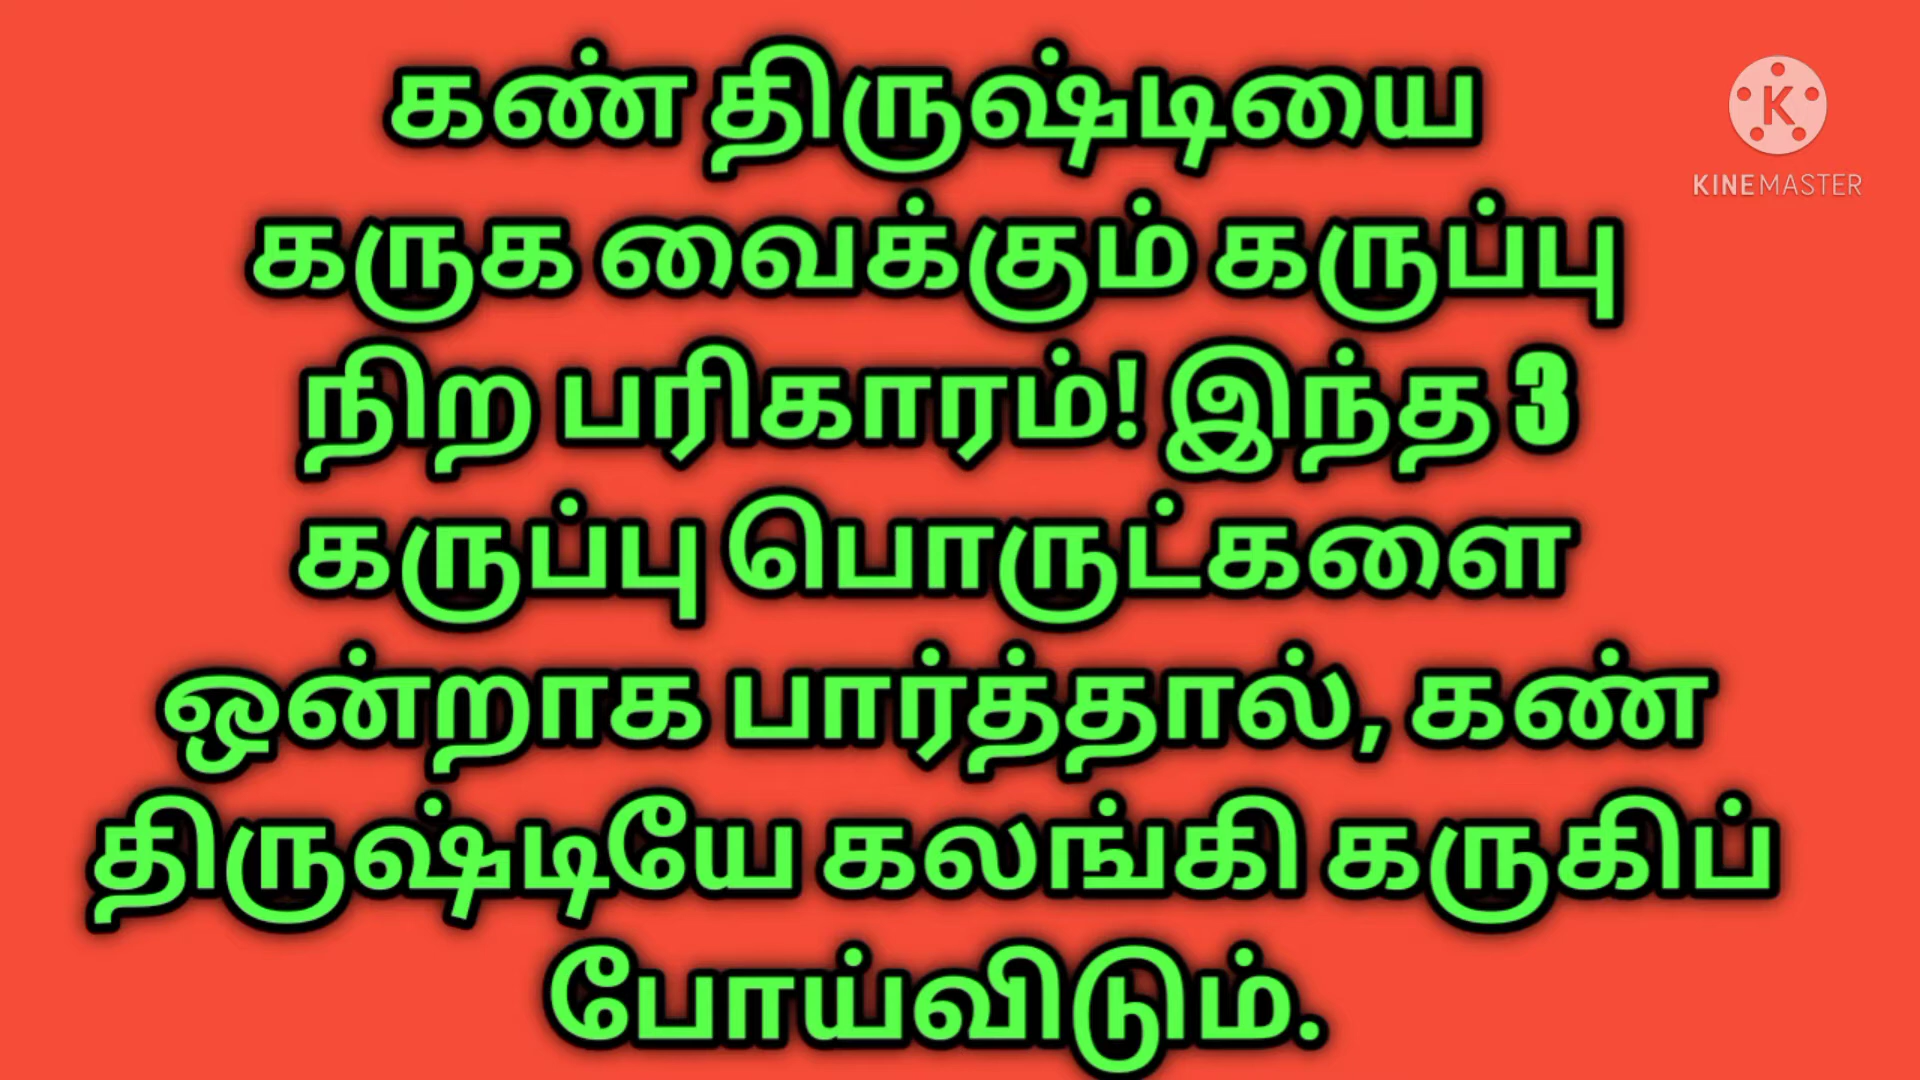 கண் திருஷ்டியை
கருக வைக்கும் கருப்பு
நிற பரிகாரம்! இந்த 3
கருப்பு பொருட்களை
ஒன்றாக பார்த்தால், கண்
திருஷ்டியே கலங்கி கருகிப்
போய்விடும்.
K
KINEMASTER